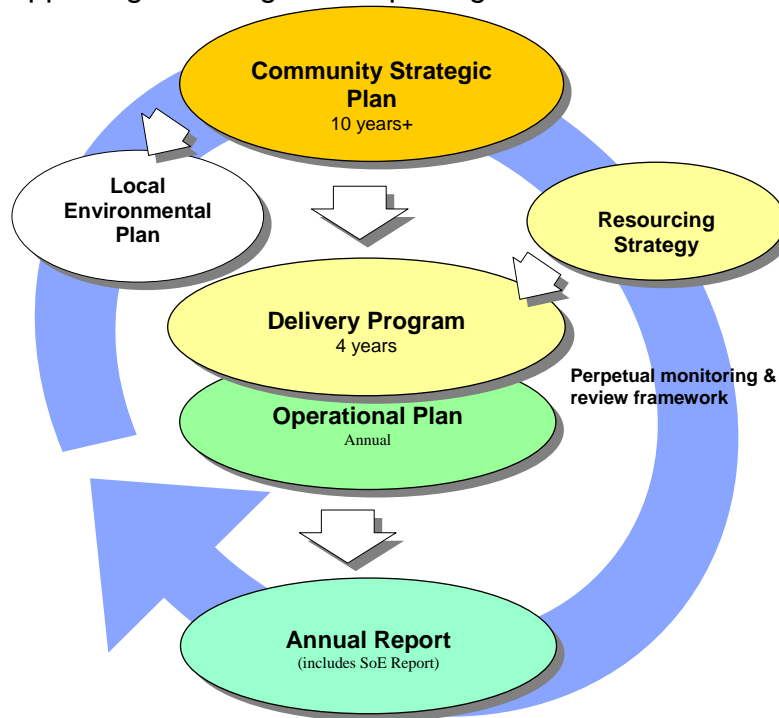 Community Strategic
Plan
10 years+
Local
Environmental
Plan
Resourcing
Strategy
Delivery Program
4 years
Perpetual monitoring &
review framework
Operational Plan
Annual
Annual Report
(includes SoE Report)